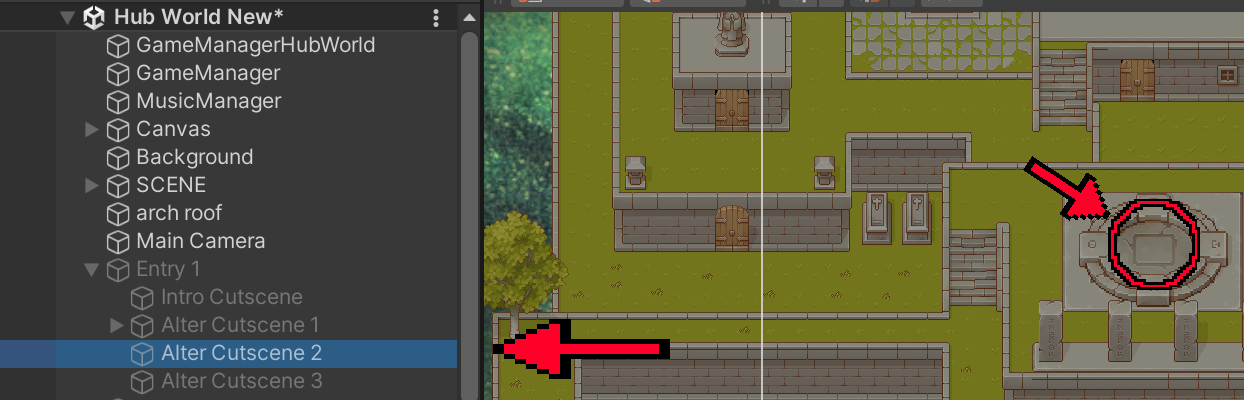 Hub World New*
GameManagerHubWorld
GameManager
MusicManager
Canvas
Background
SCENE
arch roof
Main Camera
Entry 1
Intro Cutscene
Alter Cutscene 1
Alter Cutscene 2
Alter Cutscene 3